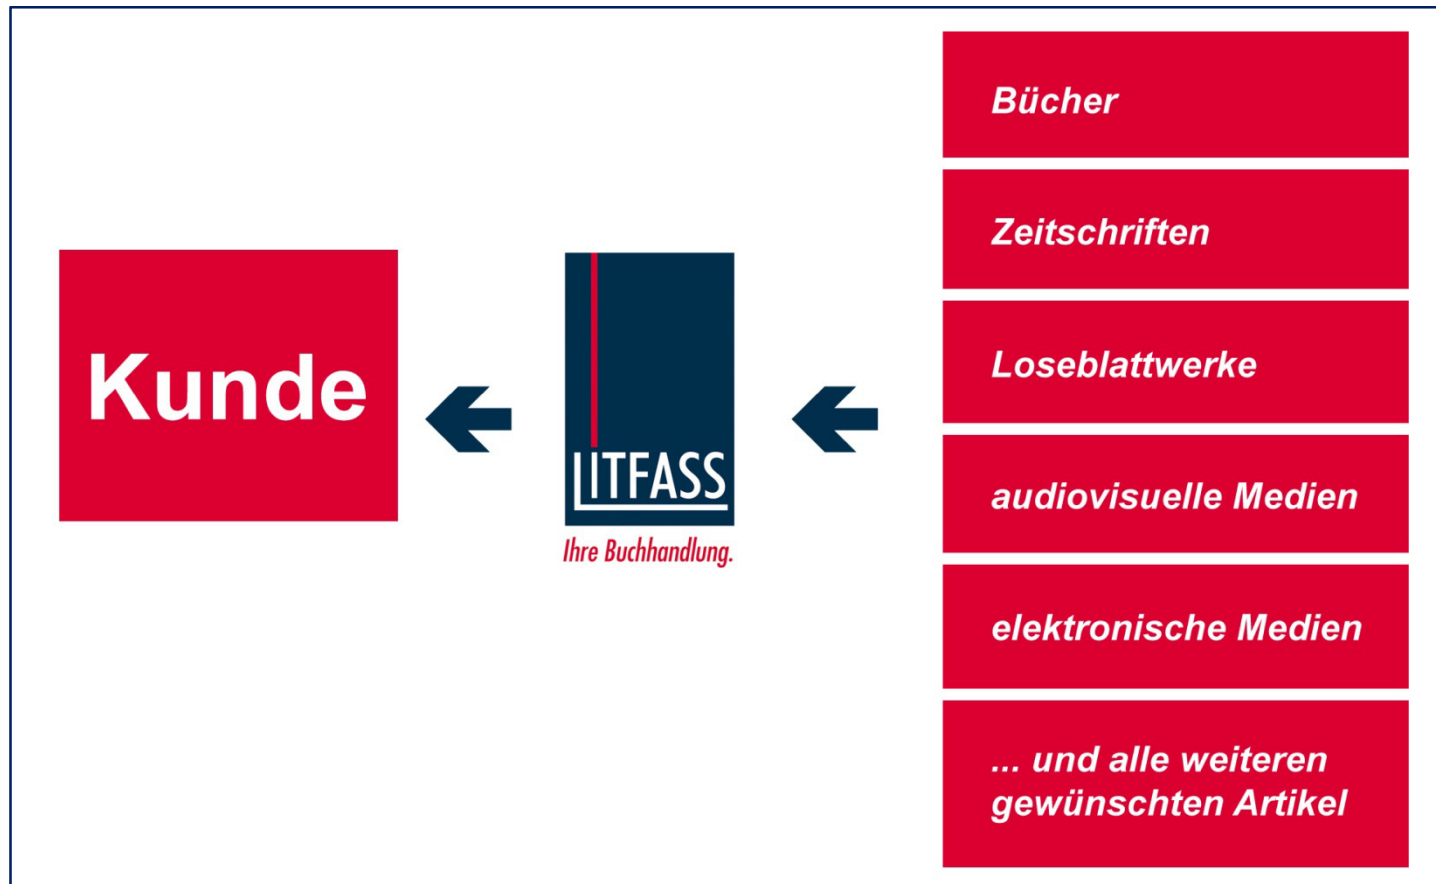 Kunde
LITFASS
Ihre Buchhandlung.
Bücher
Zeitschriften
Loseblattwerke
audiovisuelle Medien
elektronische Medien
... und alle weiteren
gewünschten Artikel